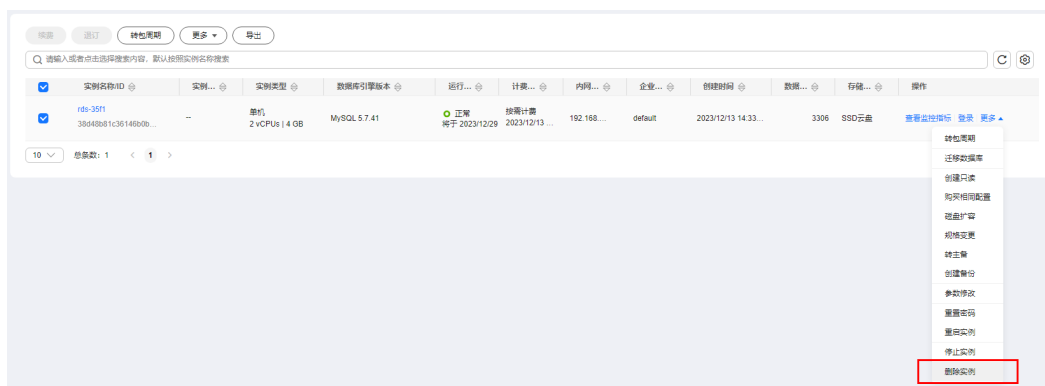 续费 退订 转包周期 更多 导出
请输入或者点击选择搜索内容、默认按照实例名称搜索
实例名称/ID 实例... 实例类型 数据库引擎版本 运行... 计费... 内网... 企业... 创建时间 数据... 存储... 操作
rds-35f1 38d48b81c36146b0b... -- 单机 2 vCPUs | 4 GB MySQL 5.7.41 正常 将于 2023/12/29 按需计费 2023/12/13 ... 192.168.... default 2023/12/13 14:33... 3306 SSD云盘 查看监控指标 登录 更多
10 总条数: 1 < 1 >
转包周期
迁移数据库
创建只读
购买相同配置
磁盘扩容
规格变更
转主备
创建备份
参数修改
重置密码
重启实例
停止实例
删除实例